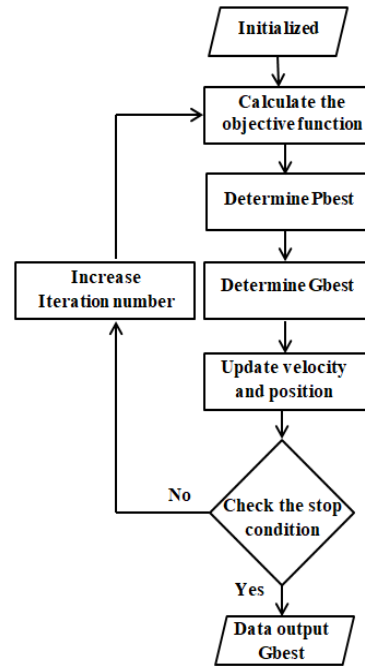 Initialized
Calculate the
objective function
Determine Pbest
Increase
Iteration number
Determine Gbest
Update velocity
and position
No
Check the stop
condition
Yes
Data output
Gbest